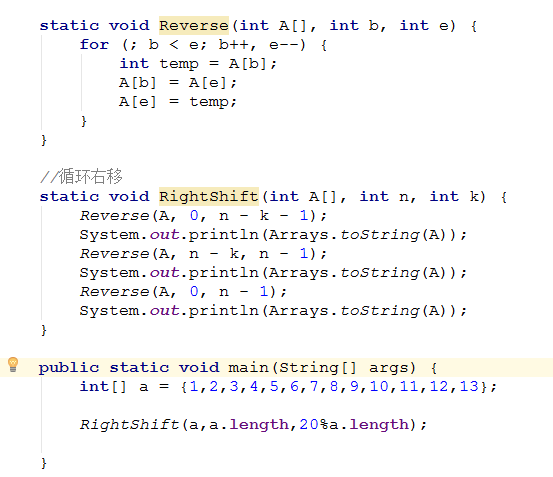 static void Reverse(int A[], int b, int e) {
for (; b < e; b++, e--) {
int temp = A[b];
A[b] = A[e];
A[e] = temp;
}
}
//循环右移
static void RightShift(int A[], int n, int k) {
Reverse(A, 0, n - k - 1);
System.out.println(Arrays.toString(A));
Reverse(A, n - k, n - 1);
System.out.println(Arrays.toString(A));
Reverse(A, 0, n - 1);
System.out.println(Arrays.toString(A));
}
public static void main(String[] args) {
int[] a = {1,2,3,4,5,6,7,8,9,10,11,12,13};
RightShift(a,a.length,20%a.length);
}